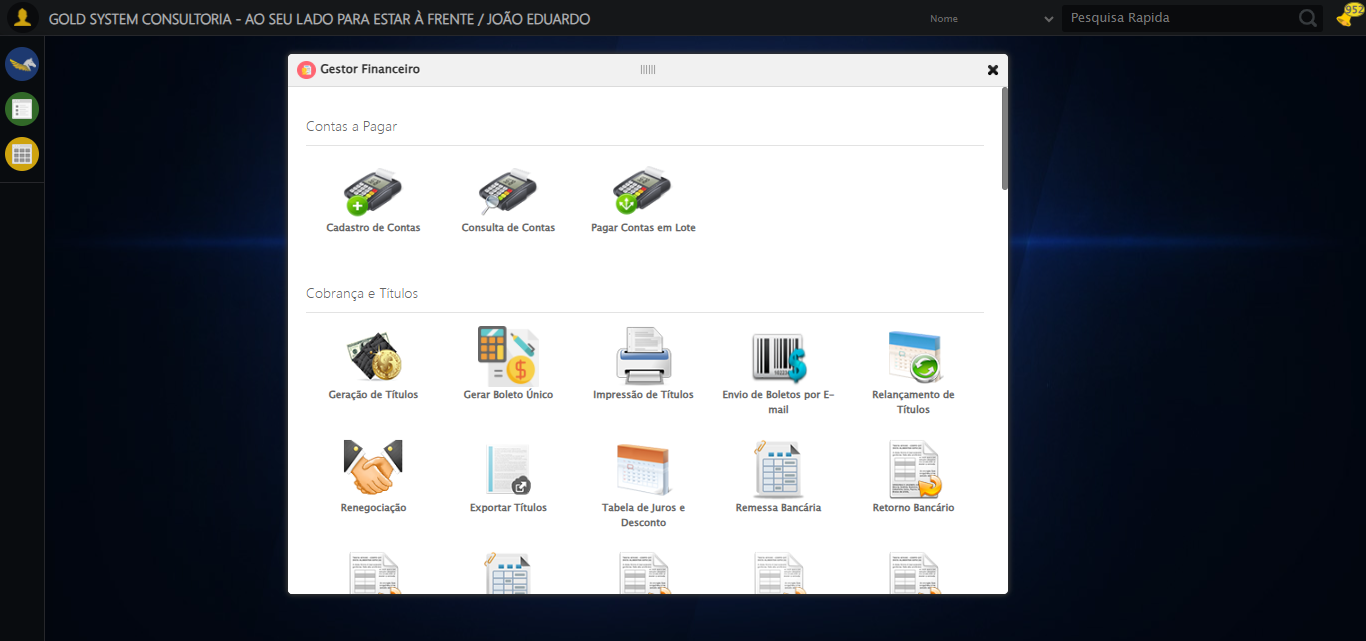 GOLD SYSTEM CONSULTORIA - AO SEU LADO PARA ESTAR À FRENTE / JOÃO EDUARDO
Nome
Pesquisa Rapida
952
Gestor Financeiro
Contas a Pagar
Cadastro de Contas
Consulta de Contas
Pagar Contas em Lote
Cobrança e Títulos
Geração de Títulos
Gerar Boleto Único
Impressão de Títulos
Envio de Boletos por E-
mail
Relançamento de
Títulos
Renegociação
Exportar Títulos
Tabela de Juros e
Desconto
Remessa Bancária
Retorno Bancário